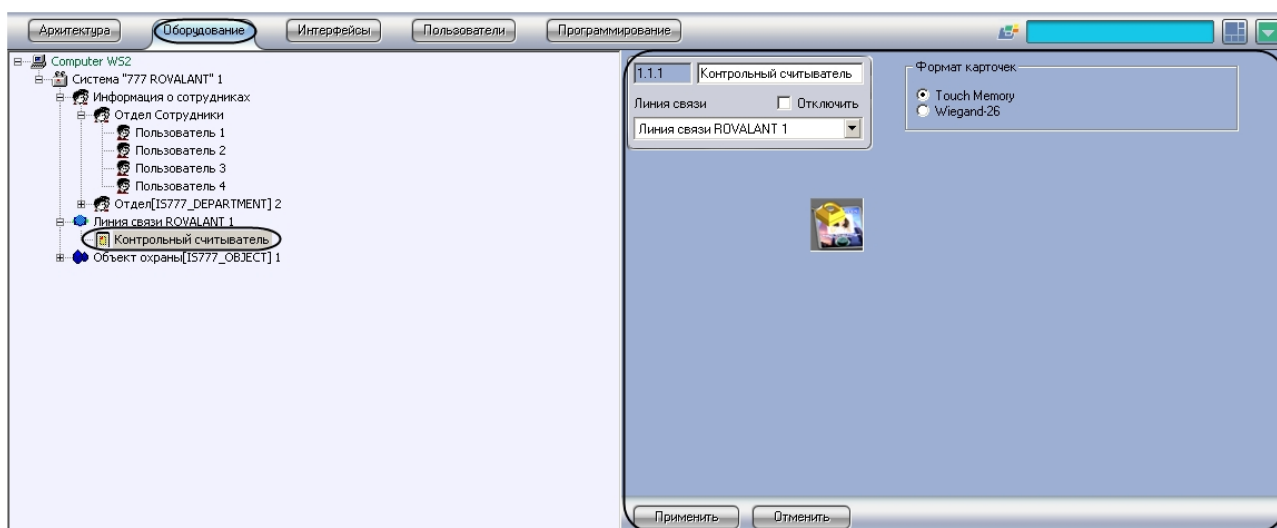 Архитектура Оборудование Интерфейсы Пользователи Программирование
Computer WS2
Система "777 ROVALANT" 1
Информация о сотрудниках
Отдел Сотрудники
Пользователь 1
Пользователь 2
Пользователь 3
Пользователь 4
Отдел[IS777_DEPARTMENT] 2
Линия связи ROVALANT 1
Контрольный считыватель
Объект охраны[IS777_OBJECT] 1
1.1.1 Контрольный считыватель
Линия связи Отключить
Линия связи ROVALANT 1
Формат карточек
Touch Memory
Wiegand-26
Применить Отменить